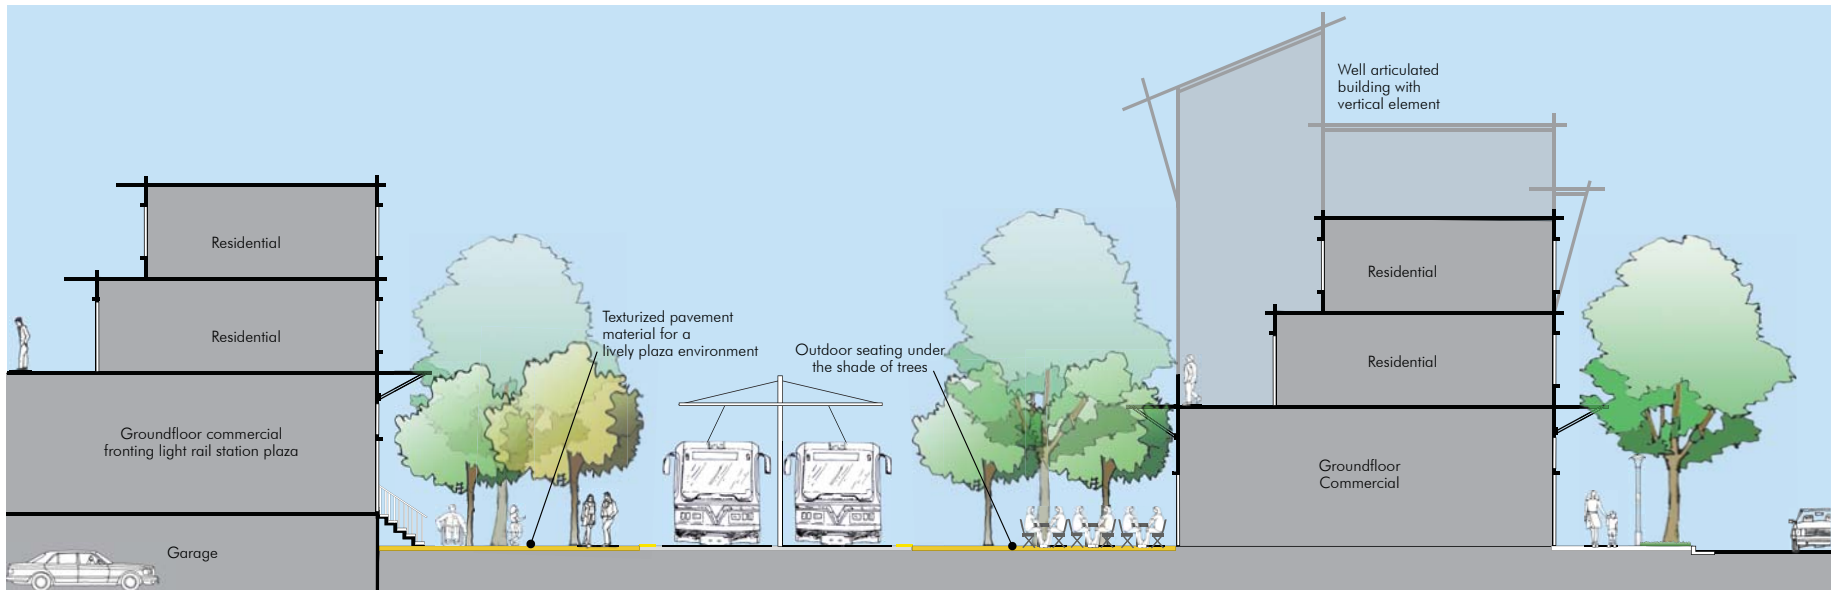 Well articulated
building with
vertical element
Residential
Residential
Residential
Residential
Texturized pavement
material for a
lively plaza environment
Outdoor seating under
the shade of trees
Groundfloor commercial
fronting light rail station plaza
Groundfloor
Commercial
Garage